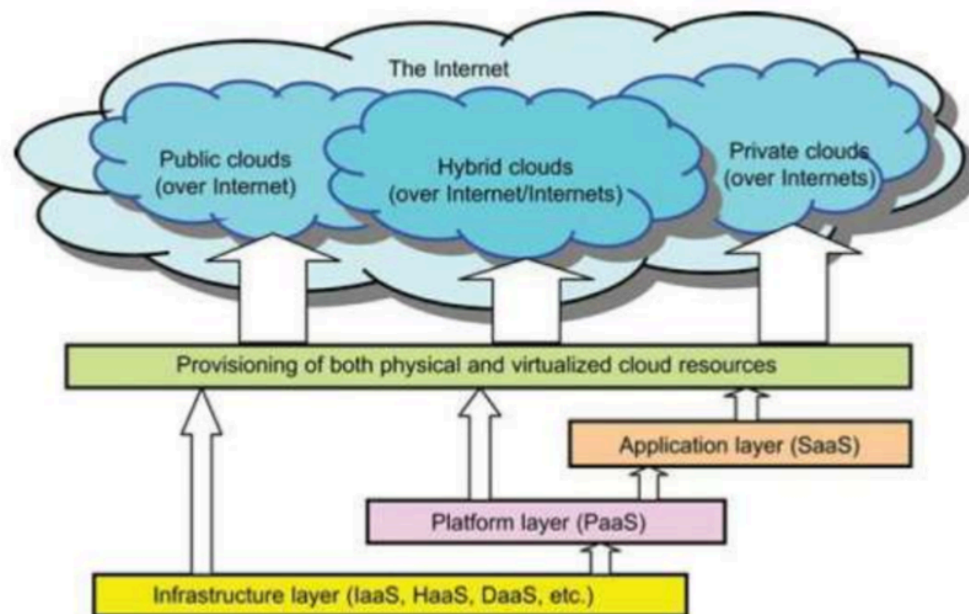 The Internet
Public clouds
(over Internet)
Hybrid clouds
(over Internet/Internets)
Private clouds
(over Internets)
Provisioning of both physical and virtualized cloud resources
Application layer (SaaS)
Platform layer (PaaS)
Infrastructure layer (IaaS, HaaS, DaaS, etc.)